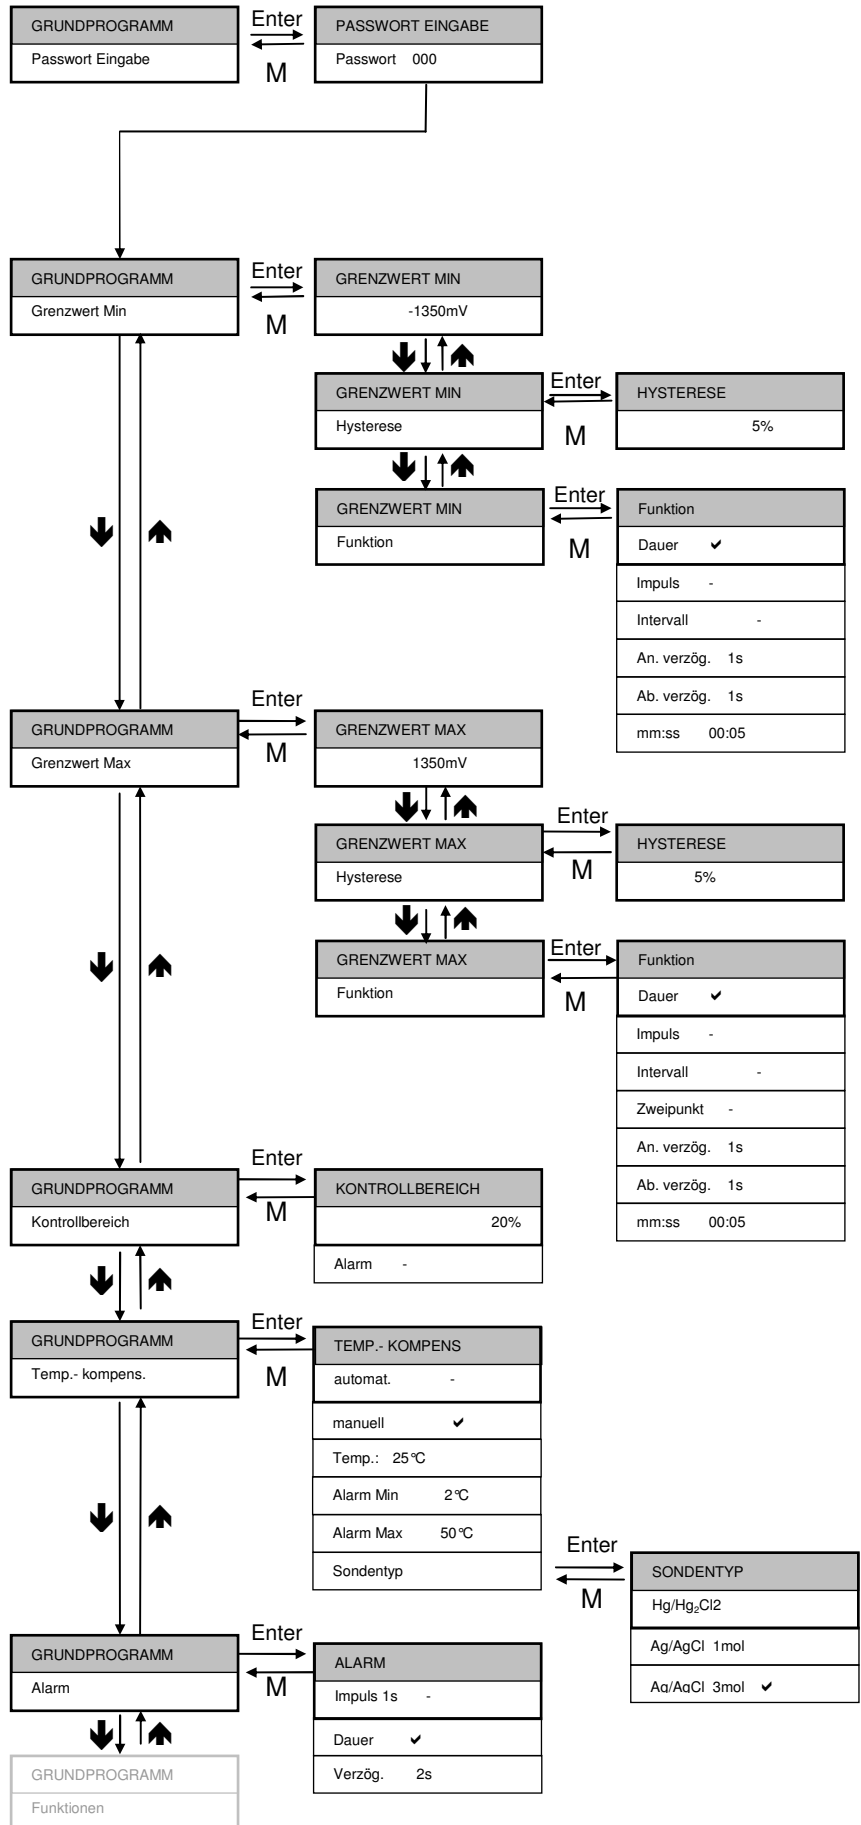 GRUNDPROGRAMM
Passwort Eingabe
Enter
M
PASSWORT EINGABE
Passwort 000
GRUNDPROGRAMM
Grenzwert Min
Enter
M
GRENZWERT MIN
-1350mV
GRENZWERT MIN
Hysterese
Enter
M
HYSTERESE
5%
GRENZWERT MIN
Funktion
Enter
M
Funktion
Dauer ✔
Impuls -
Intervall -
An. verzög. 1s
Ab. verzög. 1s
mm:ss 00:05
GRUNDPROGRAMM
Grenzwert Max
Enter
M
GRENZWERT MAX
1350mV
GRENZWERT MAX
Hysterese
Enter
M
HYSTERESE
5%
GRENZWERT MAX
Funktion
Enter
M
Funktion
Dauer ✔
Impuls -
Intervall -
Zweipunkt -
An. verzög. 1s
Ab. verzög. 1s
mm:ss 00:05
GRUNDPROGRAMM
Kontrollbereich
Enter
M
KONTROLLBEREICH
20%
Alarm -
GRUNDPROGRAMM
Temp.- kompens.
Enter
M
TEMP.- KOMPENS
automat. -
manuell ✔
Temp.: 25°C
Alarm Min 2°C
Alarm Max 50°C
Sondentyp
Enter
M
SONDENTYP
Hg/Hg₂Cl2
Ag/AgCl 1mol
Ag/AgCl 3mol ✔
GRUNDPROGRAMM
Alarm
Enter
M
ALARM
Impuls 1s -
Dauer ✔
Verzög. 2s
GRUNDPROGRAMM
Funktionen